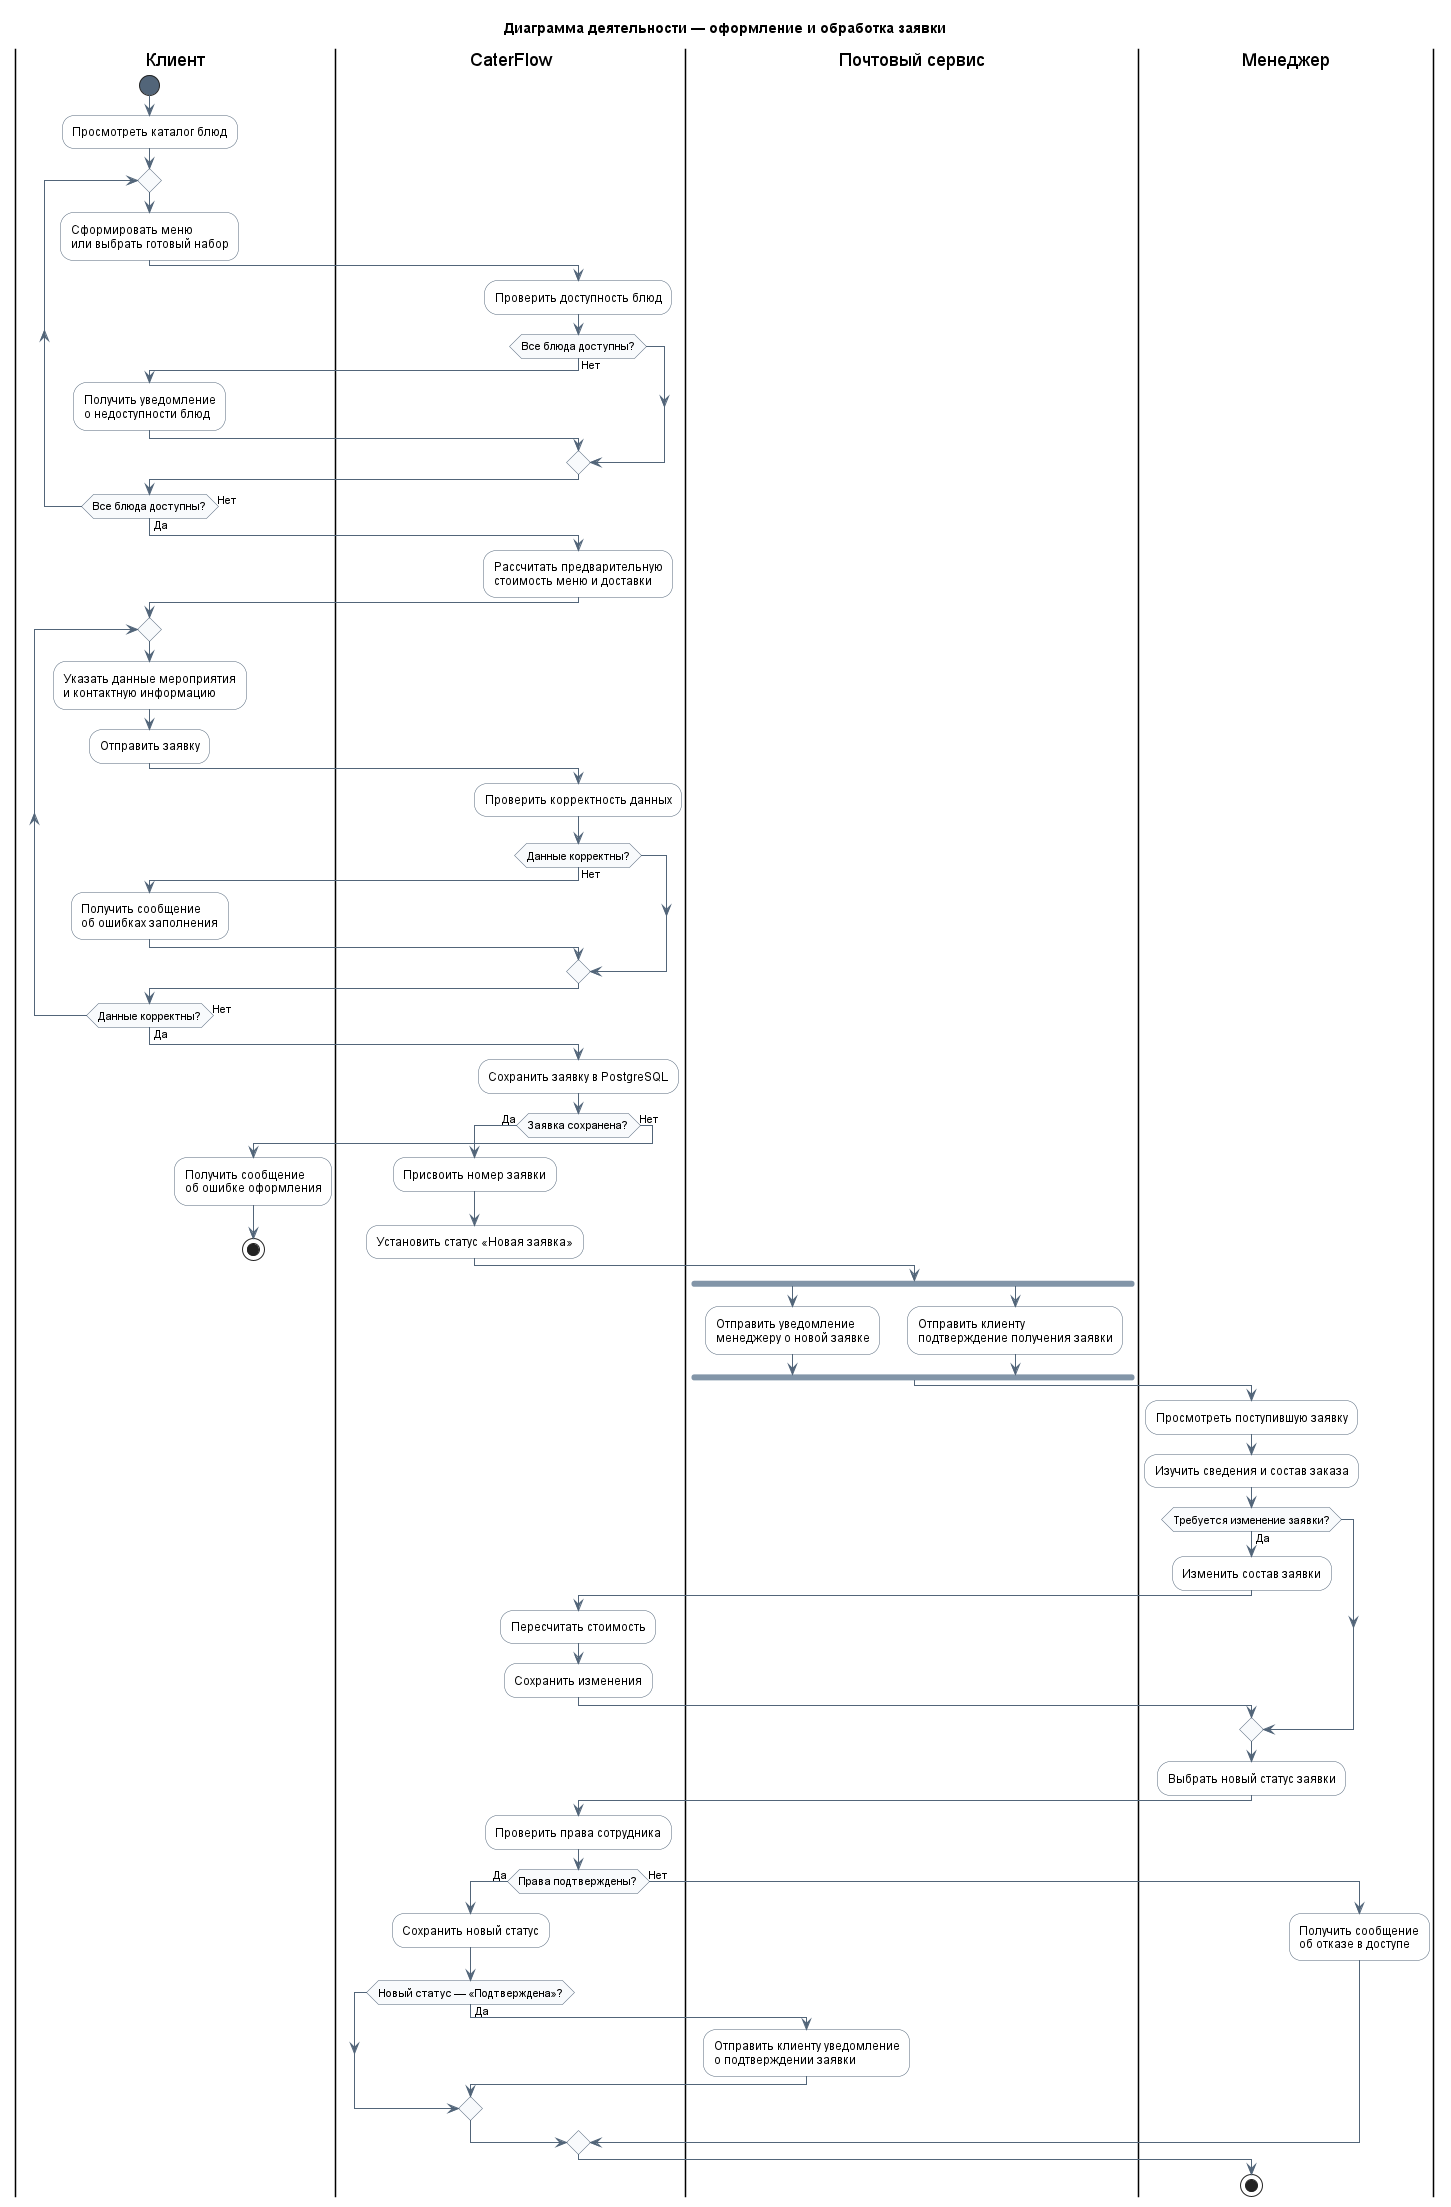 Диаграмма деятельности — оформление и обработка заявки
Клиент
CaterFlow
Почтовый сервис
Менеджер
Просмотреть каталог блюд
Сформировать меню
или выбрать готовый набор
Проверить доступность блюд
Все блюда доступны?
Нет
Получить уведомление
о недоступности блюд
Все блюда доступны?
Нет
Да
Рассчитать предварительную
стоимость меню и доставки
Указать данные мероприятия
и контактную информацию
Отправить заявку
Проверить корректность данных
Данные корректны?
Нет
Получить сообщение
об ошибках заполнения
Данные корректны?
Нет
Да
Сохранить заявку в PostgreSQL
Да
Заявка сохранена?
Нет
Получить сообщение
об ошибке оформления
Присвоить номер заявки
Установить статус «Новая заявка»
Отправить уведомление
менеджеру о новой заявке
Отправить клиенту
подтверждение получения заявки
Просмотреть поступившую заявку
Изучить сведения и состав заказа
Требуется изменение заявки?
Да
Изменить состав заявки
Пересчитать стоимость
Сохранить изменения
Выбрать новый статус заявки
Проверить права сотрудника
Да
Права подтверждены?
Нет
Сохранить новый статус
Получить сообщение
об отказе в доступе
Новый статус — «Подтверждена»?
Да
Отправить клиенту уведомление
о подтверждении заявки